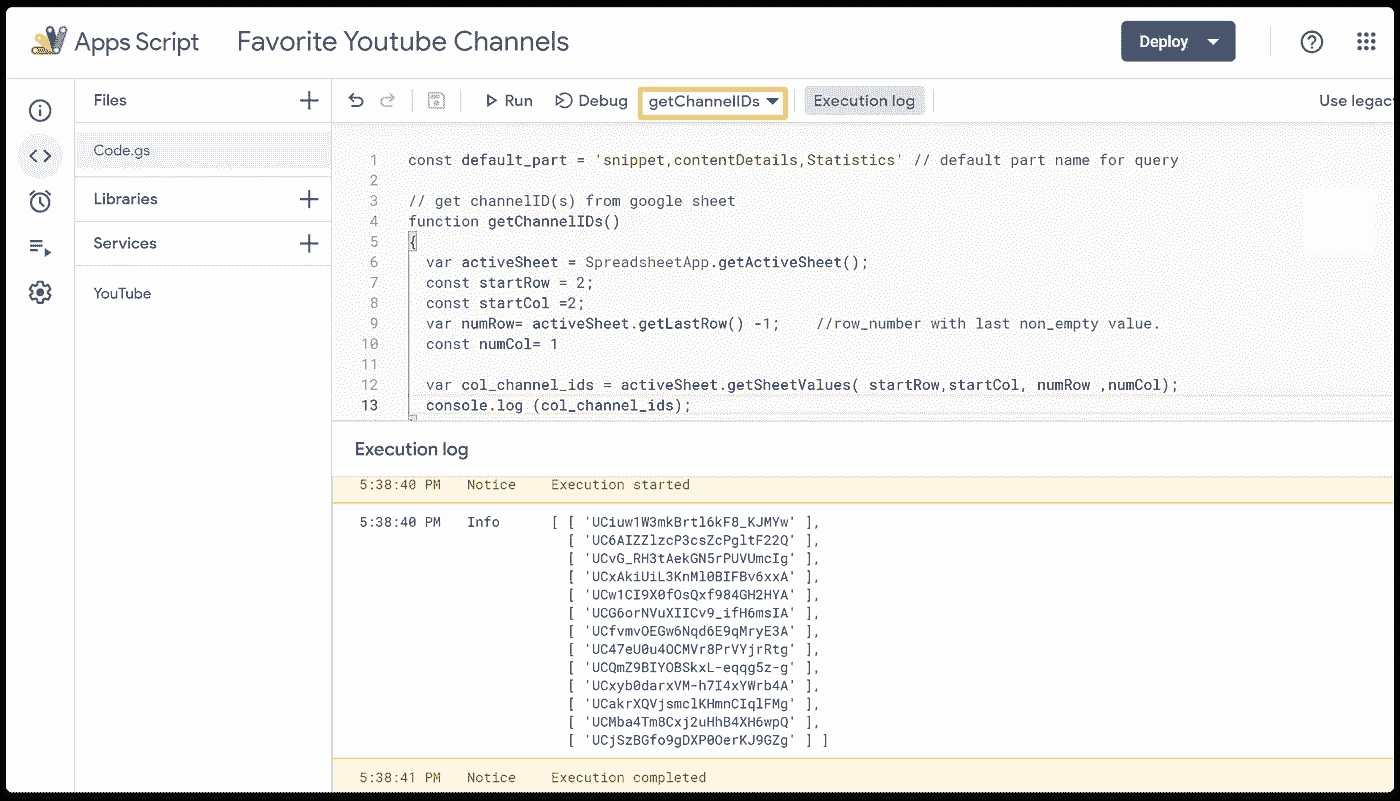 Apps Script
Favorite Youtube Channels
Deploy
Files
Code.gs
Libraries
Services
YouTube
Run Debug getChannelIDs Execution log Use legac
1 const default_part = 'snippet,contentDetails,Statistics' // default part name for query
2
3 // get channelID(s) from google sheet
4 function getChannelIDs()
5 {
6 var activeSheet = SpreadsheetApp.getActiveSheet();
7 const startRow = 2;
8 const startCol =2;
9 var numRow= activeSheet.getLastRow() -1; //row_number with last non_empty value.
10 const numCol= 1
11
12 var col_channel_ids = activeSheet.getSheetValues( startRow,startCol, numRow ,numCol);
13 console.log (col_channel_ids);
Execution log
5:38:40 PM Notice Execution started
5:38:40 PM Info [ [ 'UCiuw1W3mkBrtl6kF8_KJMYw' ],
[ 'UC6AIZZlzcP3csZcPgltF22Q' ],
[ 'UCvG_RH3tAekGN5rPUVUmcIg' ],
[ 'UCxAkiUiL3KnMl0BIFBv6xxA' ],
[ 'UCw1CI9X0fOsQxf984GH2HYA' ],
[ 'UCG6orNVuXIICv9_ifH6msIA' ],
[ 'UCfvmvOEGw6Nqd6E9qMryE3A' ],
[ 'UC47eU0u4OCMVr8PrVYjrRtg' ],
[ 'UCQmZ9BIYOBSkxL-eqqg5z-g' ],
[ 'UCxyb0darxVM-h7I4xYWrb4A' ],
[ 'UCakrXQVjsmclKHmnCIqlFMg' ],
[ 'UCMba4Tm8Cxj2uHhB4XH6wpQ' ],
[ 'UCjSzBGfo9gDXP0OerKJ9GZg' ] ]
5:38:41 PM Notice Execution completed